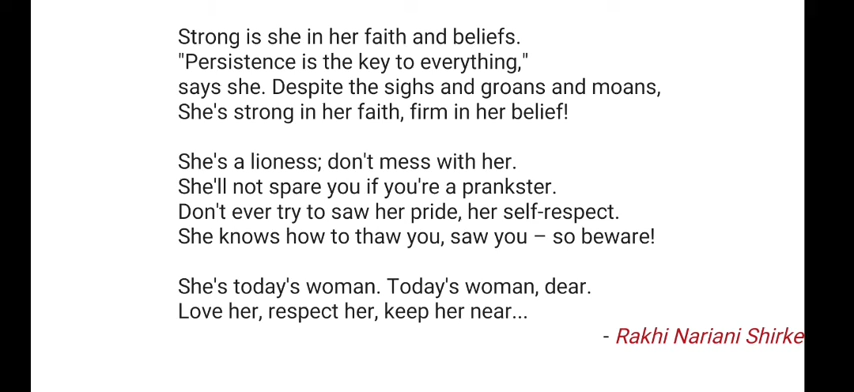 Strong is she in her faith and beliefs.
"Persistence is the key to everything,"
says she. Despite the sighs and groans and moans,
She's strong in her faith, firm in her belief!

She's a lioness; don't mess with her.
She'll not spare you if you're a prankster.
Don't ever try to saw her pride, her self-respect.
She knows how to thaw you, saw you – so beware!

She's today's woman. Today's woman, dear.
Love her, respect her, keep her near...
- Rakhi Nariani Shirke